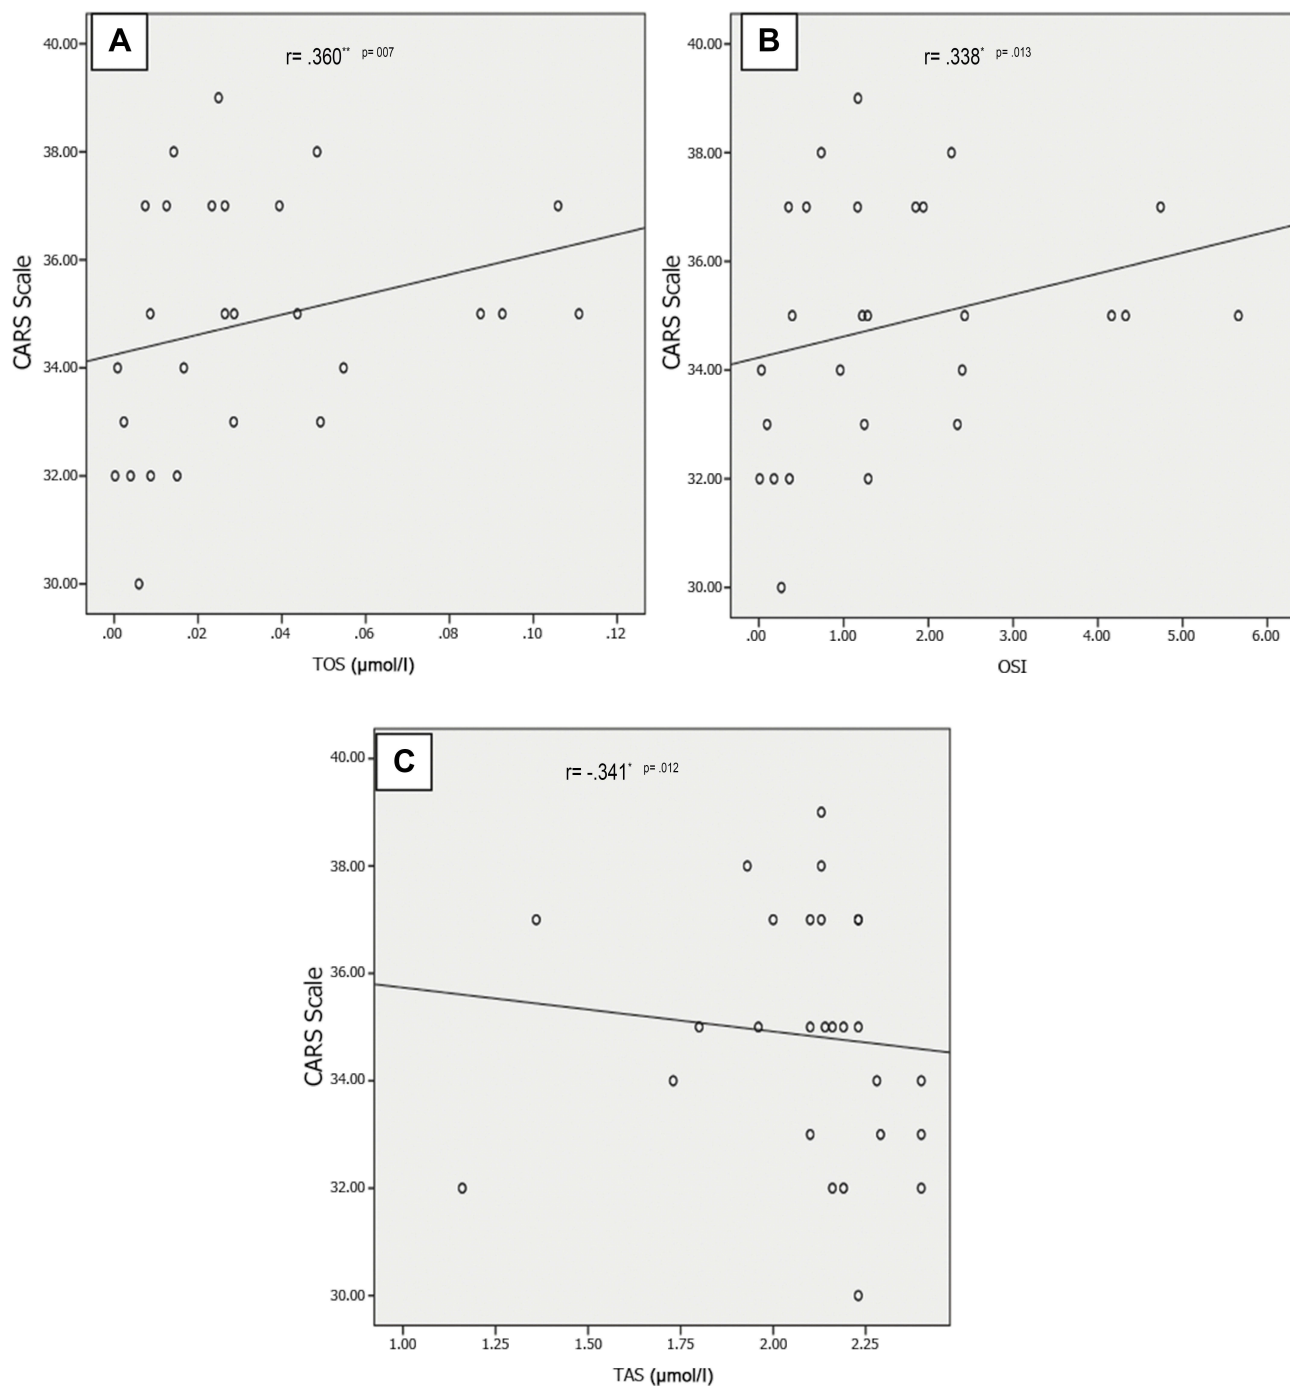 A
r= .360** p= 007
40.00
38.00
36.00
34.00
32.00
30.00
CARS Scale
.00 .02 .04 .06 .08 .10 .12
TOS (µmol/l)
B
r= .338* p= .013
40.00
38.00
36.00
34.00
32.00
30.00
CARS Scale
.00 1.00 2.00 3.00 4.00 5.00 6.00
OSI
C
r= -.341* p= .012
40.00
38.00
36.00
34.00
32.00
30.00
CARS Scale
1.00 1.25 1.50 1.75 2.00 2.25
TAS (µmol/l)